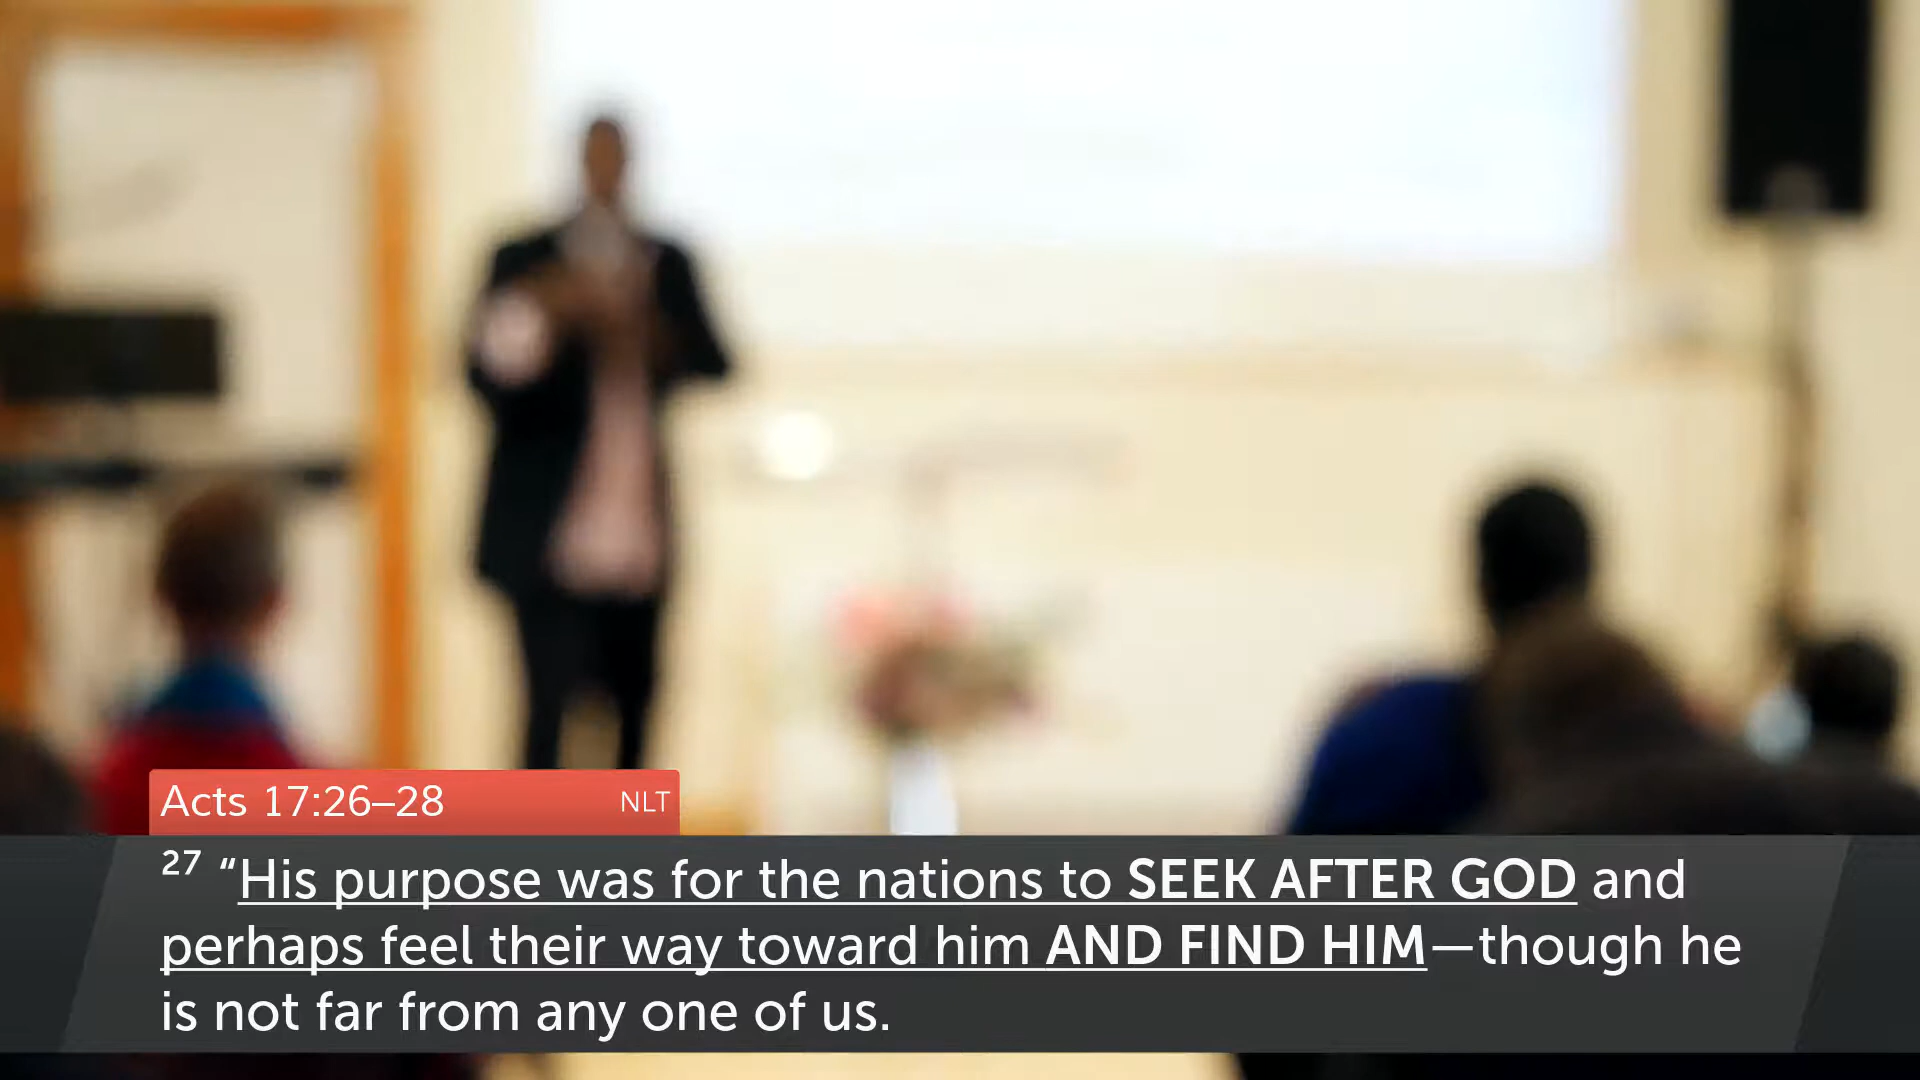 Acts 17:26–28 NLT
27 “His purpose was for the nations to SEEK AFTER GOD and
perhaps feel their way toward him AND FIND HIM—though he
is not far from any one of us.